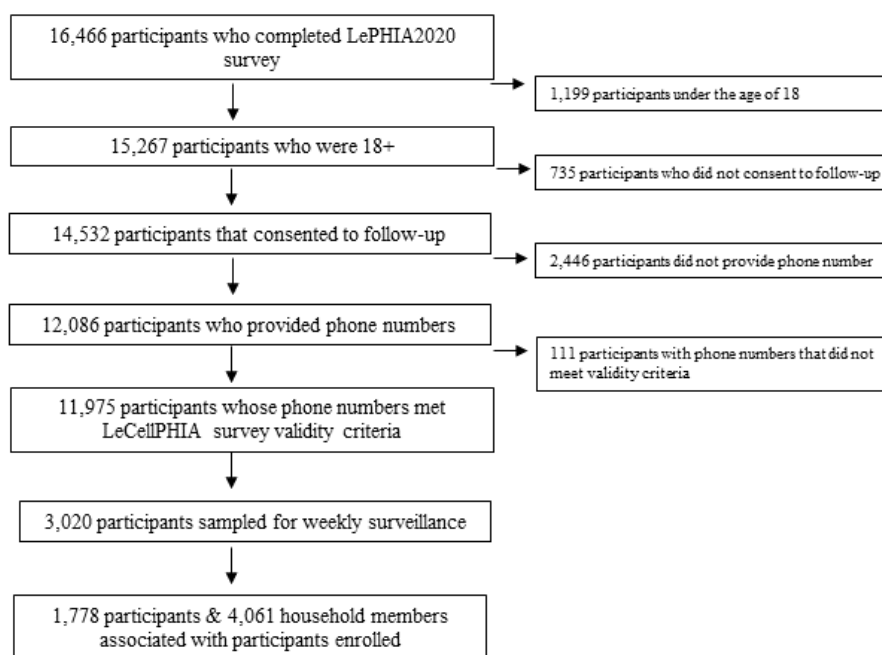 16,466 participants who completed LePHIA2020
survey
1,199 participants under the age of 18
15,267 participants who were 18+
735 participants who did not consent to follow-up
14,532 participants that consented to follow-up
2,446 participants did not provide phone number
12,086 participants who provided phone numbers
111 participants with phone numbers that did not
meet validity criteria
11,975 participants whose phone numbers met
LeCellPHIA survey validity criteria
3,020 participants sampled for weekly surveillance
1,778 participants & 4,061 household members
associated with participants enrolled